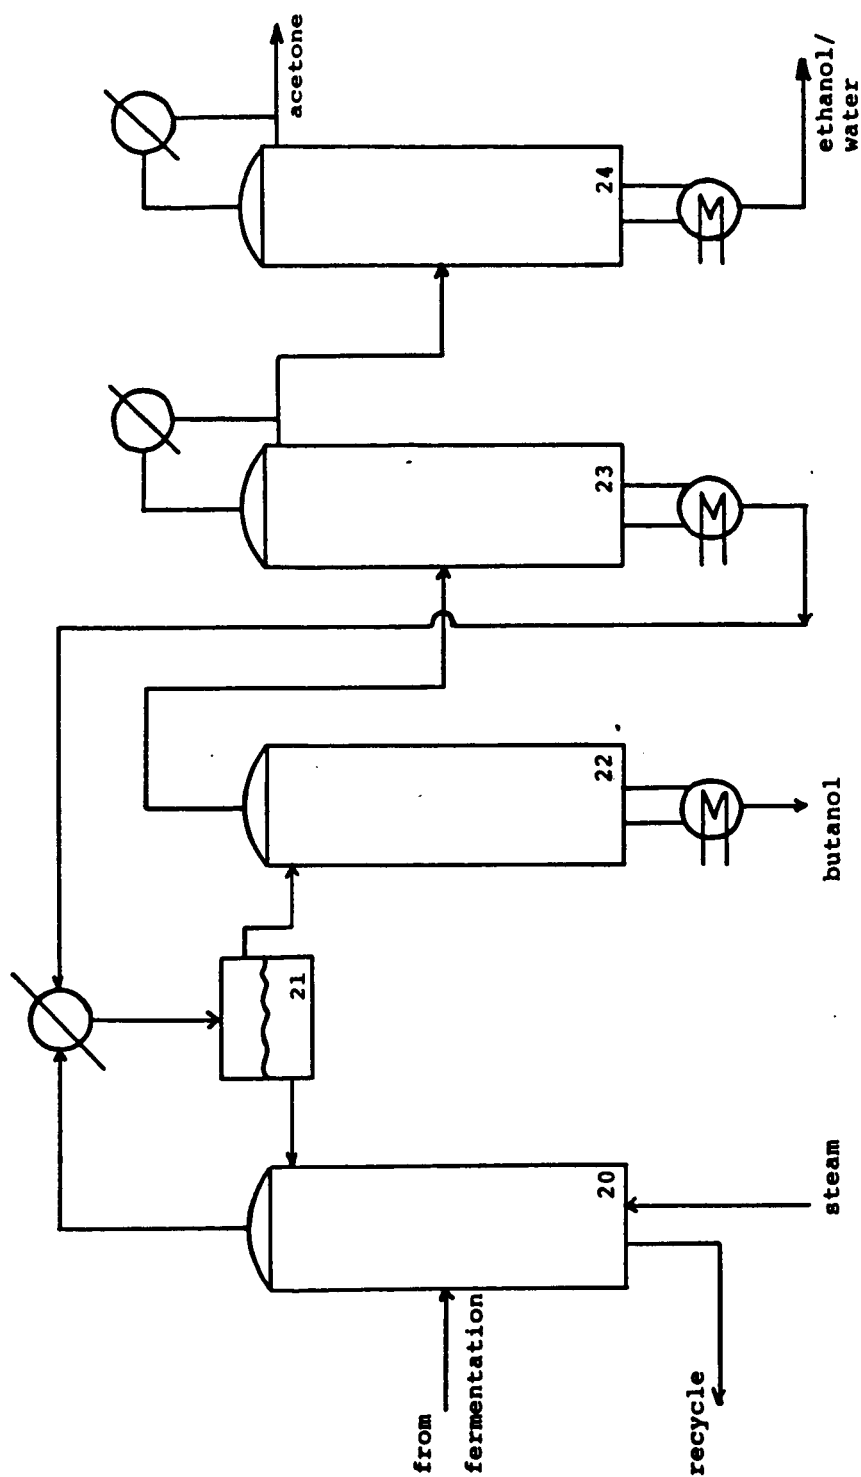 from
fermentation
recycle
steam
20
21
22
butanol
23
24
acetone
ethanol/
water